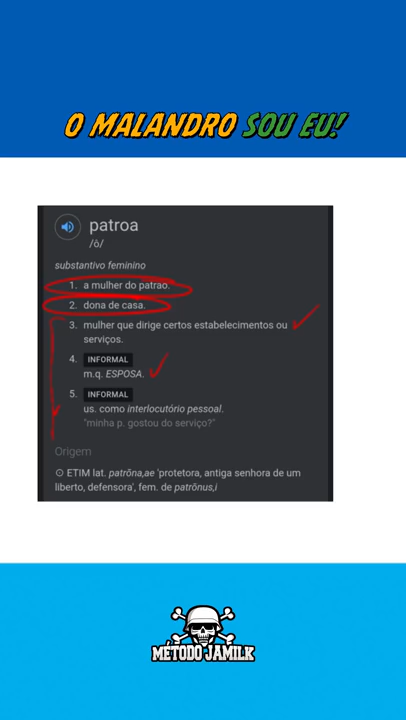 O MALANDRO SOU EU!
patroa
/ô/
substantivo feminino
1. a mulher do patrao.
2. dona de casa.
3. mulher que dirige certos estabelecimentos ou
serviços.
4. INFORMAL
m.q. ESPOSA.
5. INFORMAL
us. como interlocutório pessoal.
"minha p. gostou do serviço?"
Origem
⊙ ETIM lat. patrōna,ae 'protetora, antiga senhora de um
liberto, defensora', fem. de patrōnus,i
MÉTODO JAMILK